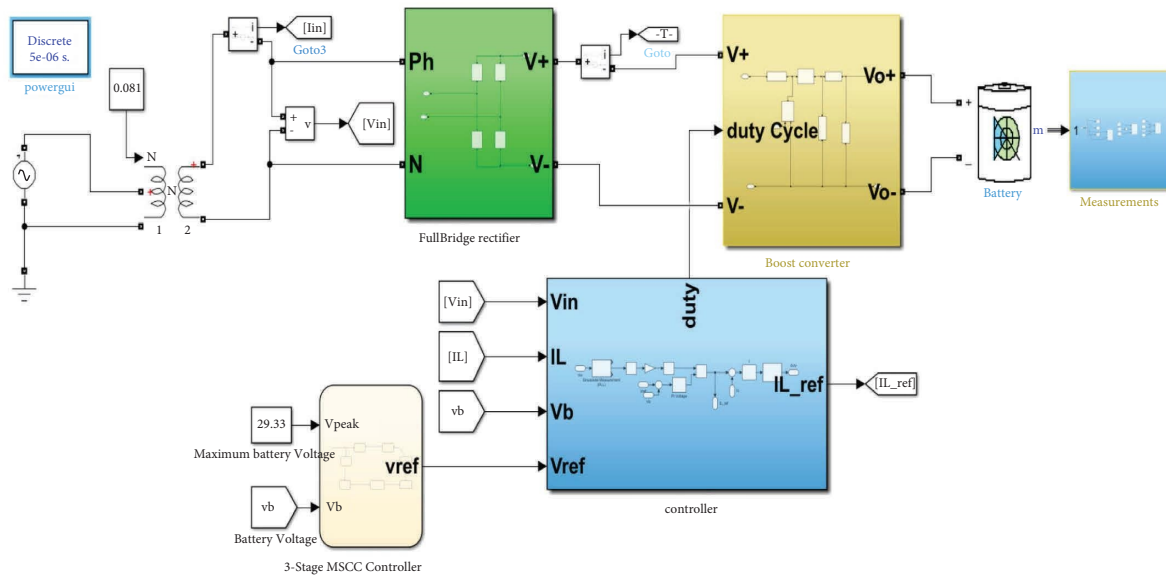 Discrete
5e-06 s.
powergui
0.081
N
N
1
2
+
i
-
[Iin]
Goto3
+
-
v
[Vin]
Ph
N
V+
V-
FullBridge rectifier
+
i
-
-T-
Goto
V+
duty Cycle
V-
Vo+
Vo-
Boost converter
+
m
–
Battery
1
Measurements
[Vin]
[IL]
vb
Vin
IL
Vb
Vref
duty
IL_ref
[IL_ref]
controller
29.33
Maximum battery Voltage
vb
Battery Voltage
Vpeak
Vb
vref
3-Stage MSCC Controller